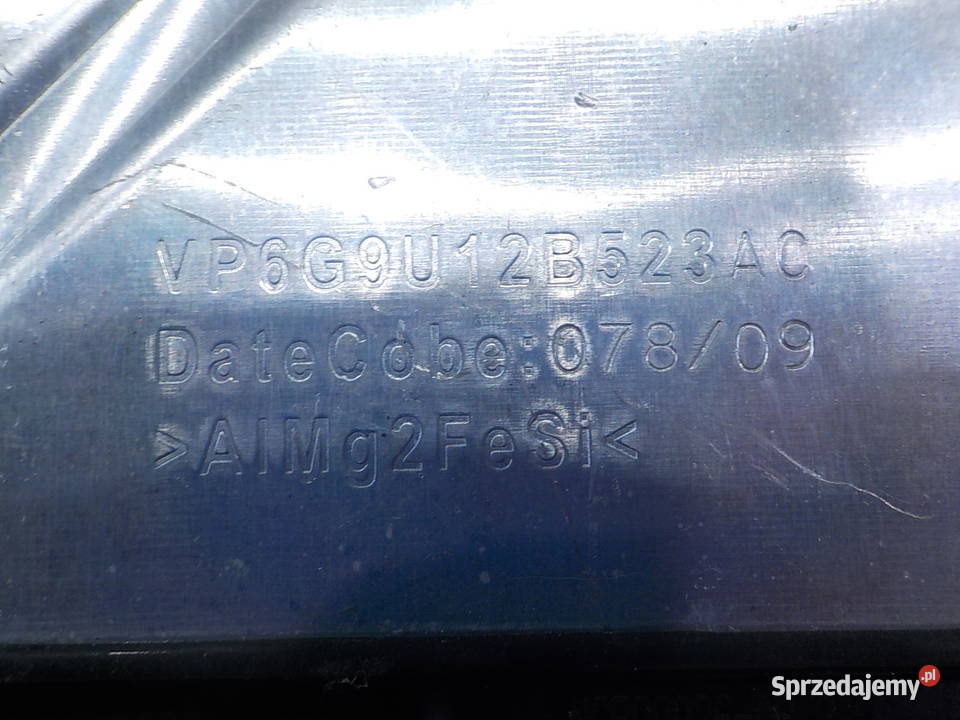 VP6G9U12B523AC
DateCobe:078/09
>AlMg2FeSi<
Sprzedajemy.pl